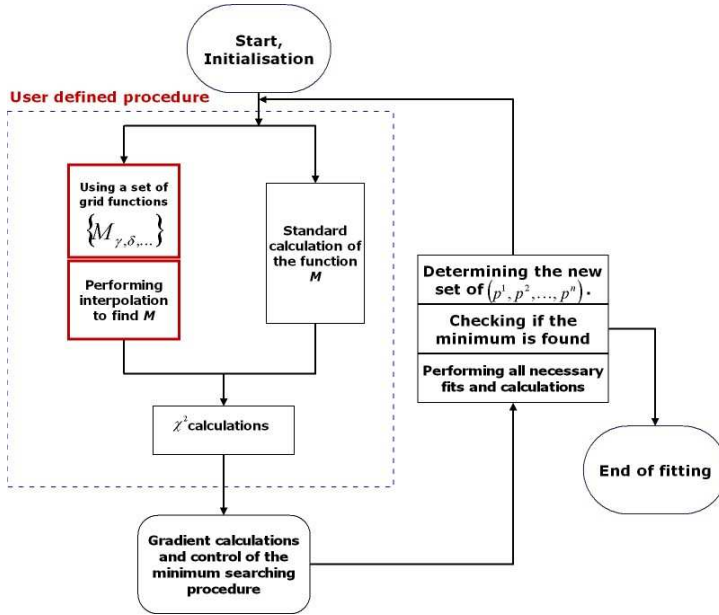 Start,
Initialisation
User defined procedure
Using a set of
grid functions
{M γ,δ,...}
Performing
interpolation
to find M
Standard
calculation of
the function
M
χ² calculations
Gradient calculations
and control of the
minimum searching
procedure
Determining the new
set of (p¹, p²,..., pⁿ).
Checking if the
minimum is found
Performing all necessary
fits and calculations
End of fitting